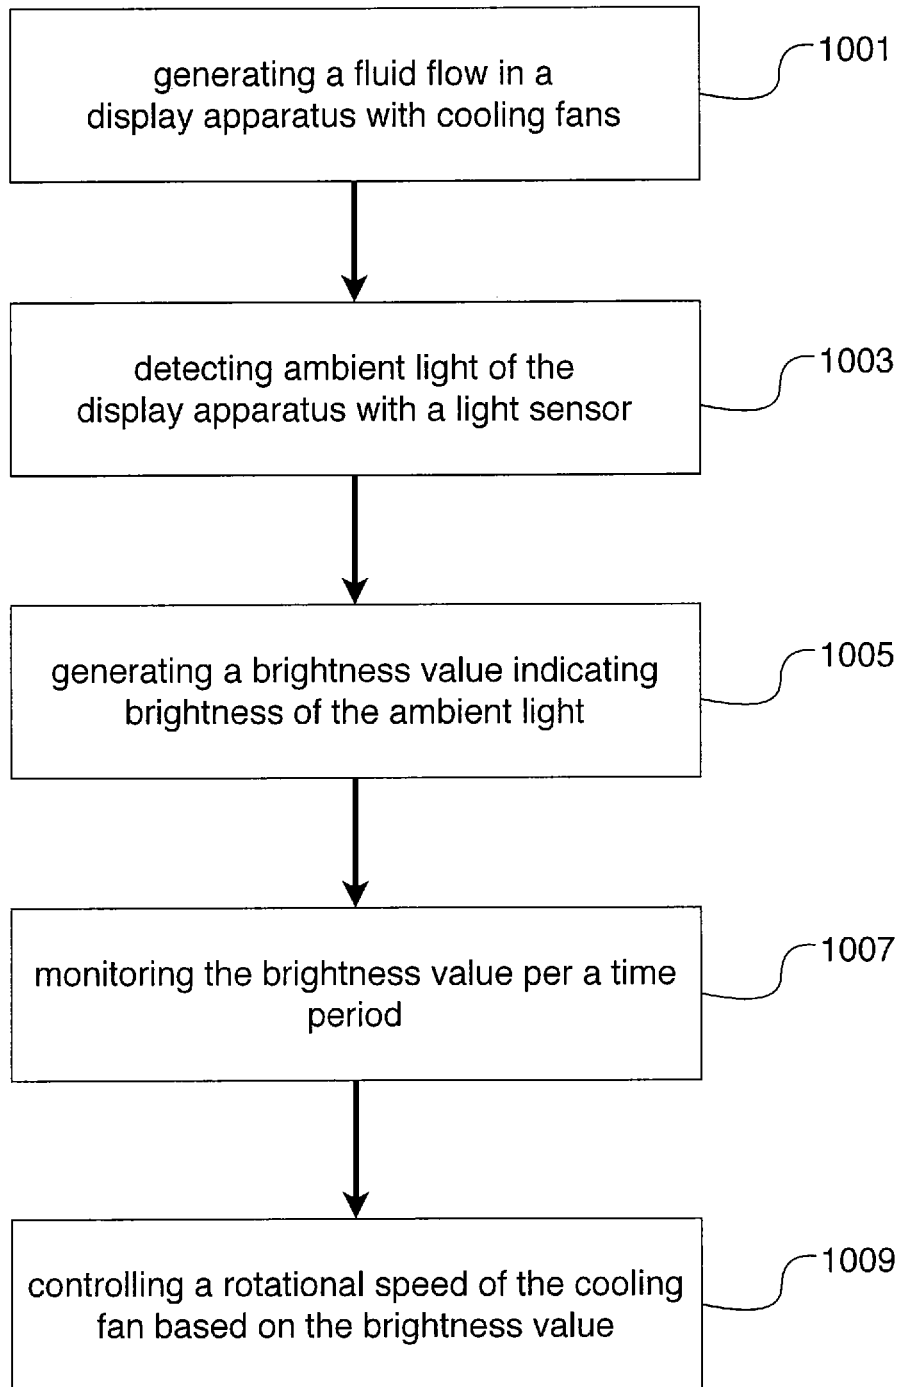 generating a fluid flow in a
display apparatus with cooling fans
1001
detecting ambient light of the
display apparatus with a light sensor
1003
generating a brightness value indicating
brightness of the ambient light
1005
monitoring the brightness value per a time
period
1007
controlling a rotational speed of the cooling
fan based on the brightness value
1009